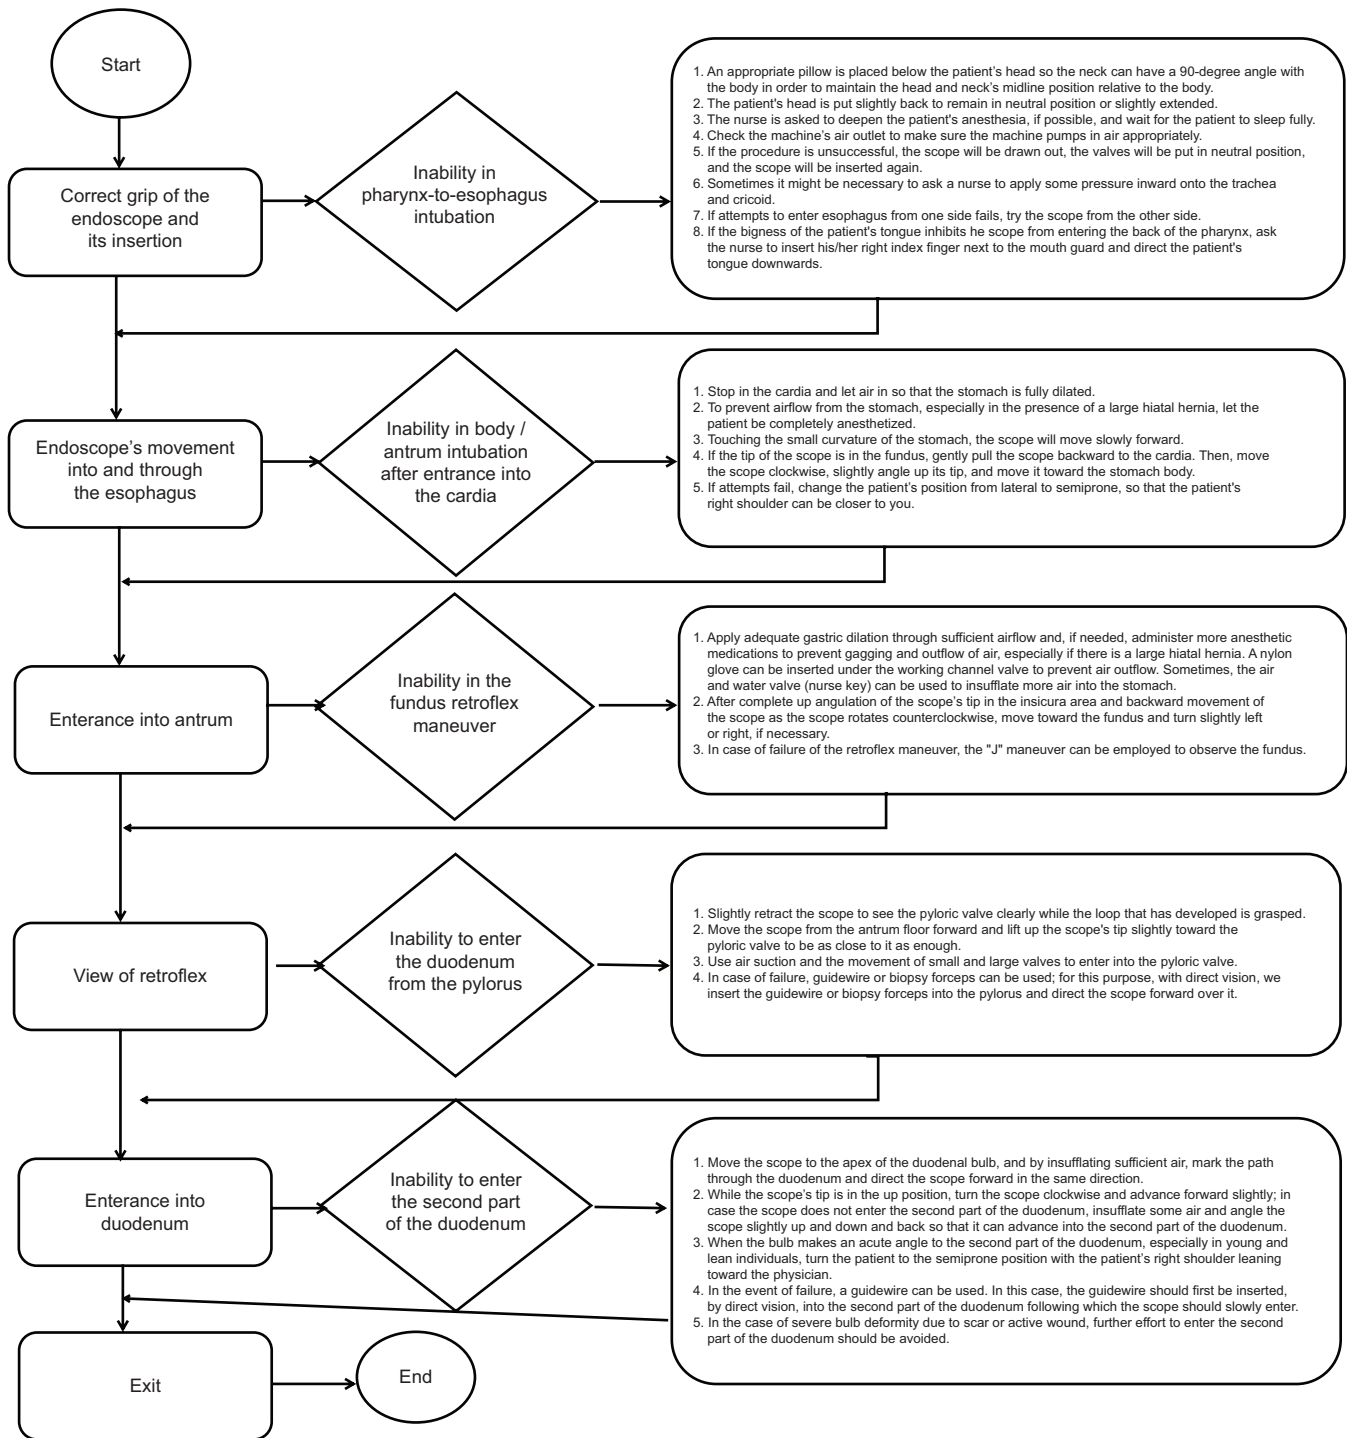 Start
Correct grip of the
endoscope and
its insertion
Inability in
pharynx-to-esophagus
intubation
1. An appropriate pillow is placed below the patient's head so the neck can have a 90-degree angle with
the body in order to maintain the head and neck's midline position relative to the body.
2. The patient's head is put slightly back to remain in neutral position or slightly extended.
3. The nurse is asked to deepen the patient's anesthesia, if possible, and wait for the patient to sleep fully.
4. Check the machine's air outlet to make sure the machine pumps in air appropriately.
5. If the procedure is unsuccessful, the scope will be drawn out, the valves will be put in neutral position,
and the scope will be inserted again.
6. Sometimes it might be necessary to ask a nurse to apply some pressure inward onto the trachea
and cricoid.
7. If attempts to enter esophagus from one side fails, try the scope from the other side.
8. If the bigness of the patient's tongue inhibits he scope from entering the back of the pharynx, ask
the nurse to insert his/her right index finger next to the mouth guard and direct the patient's
tongue downwards.
Endoscope's movement
into and through
the esophagus
Inability in body /
antrum intubation
after entrance into
the cardia
1. Stop in the cardia and let air in so that the stomach is fully dilated.
2. To prevent airflow from the stomach, especially in the presence of a large hiatal hernia, let the
patient be completely anesthetized.
3. Touching the small curvature of the stomach, the scope will move slowly forward.
4. If the tip of the scope is in the fundus, gently pull the scope backward to the cardia. Then, move
the scope clockwise, slightly angle up its tip, and move it toward the stomach body.
5. If attempts fail, change the patient's position from lateral to semiprone, so that the patient's
right shoulder can be closer to you.
Enterance into antrum
Inability in the
fundus retroflex
maneuver
1. Apply adequate gastric dilation through sufficient airflow and, if needed, administer more anesthetic
medications to prevent gagging and outflow of air, especially if there is a large hiatal hernia. A nylon
glove can be inserted under the working channel valve to prevent air outflow. Sometimes, the air
and water valve (nurse key) can be used to insufflate more air into the stomach.
2. After complete up angulation of the scope's tip in the insicura area and backward movement of
the scope as the scope rotates counterclockwise, move toward the fundus and turn slightly left
or right, if necessary.
3. In case of failure of the retroflex maneuver, the "J" maneuver can be employed to observe the fundus.
View of retroflex
Inability to enter
the duodenum
from the pylorus
1. Slightly retract the scope to see the pyloric valve clearly while the loop that has developed is grasped.
2. Move the scope from the antrum floor forward and lift up the scope's tip slightly toward the
pyloric valve to be as close to it as enough.
3. Use air suction and the movement of small and large valves to enter into the pyloric valve.
4. In case of failure, guidewire or biopsy forceps can be used; for this purpose, with direct vision, we
insert the guidewire or biopsy forceps into the pylorus and direct the scope forward over it.
Enterance into
duodenum
Inability to enter
the second part
of the duodenum
1. Move the scope to the apex of the duodenal bulb, and by insufflating sufficient air, mark the path
through the duodenum and direct the scope forward in the same direction.
2. While the scope's tip is in the up position, turn the scope clockwise and advance forward slightly; in
case the scope does not enter the second part of the duodenum, insufflate some air and angle the
scope slightly up and down and back so that it can advance into the second part of the duodenum.
3. When the bulb makes an acute angle to the second part of the duodenum, especially in young and
lean individuals, turn the patient to the semiprone position with the patient's right shoulder leaning
toward the physician.
4. In the event of failure, a guidewire can be used. In this case, the guidewire should first be inserted,
by direct vision, into the second part of the duodenum following which the scope should slowly enter.
5. In the case of severe bulb deformity due to scar or active wound, further effort to enter the second
part of the duodenum should be avoided.
Exit
End